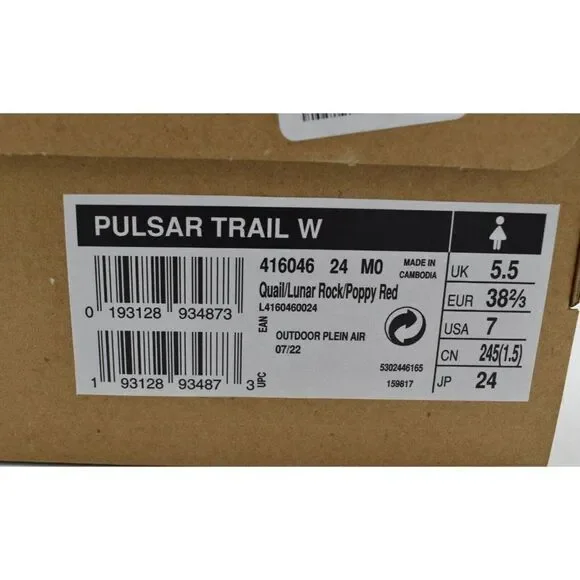 PULSAR TRAIL W
416046 24 M0
MADE IN
CAMBODIA
Quail/Lunar Rock/Poppy Red
L4160460024
0 193128 934873
EAN
OUTDOOR PLEIN AIR
07/22
1 93128 93487 3
UPC
5302446165
159817
UK 5.5
EUR 38⅔
USA 7
CN 245(1.5)
JP 24